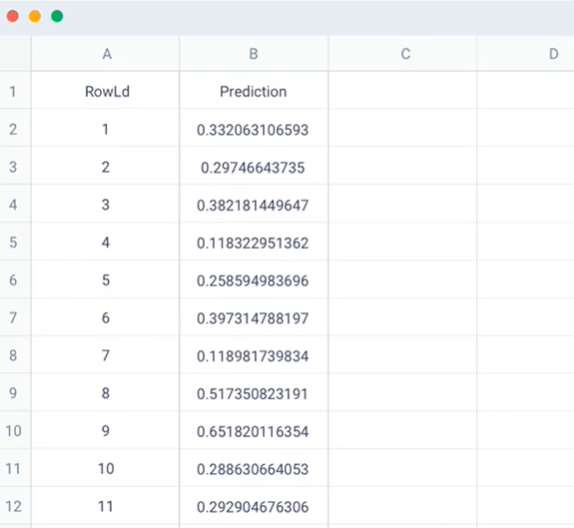 A B C D
1 RowLd Prediction
2 1 0.332063106593
3 2 0.29746643735
4 3 0.382181449647
5 4 0.118322951362
6 5 0.258594983696
7 6 0.397314788197
8 7 0.118981739834
9 8 0.517350823191
10 9 0.651820116354
11 10 0.288630664053
12 11 0.292904676306